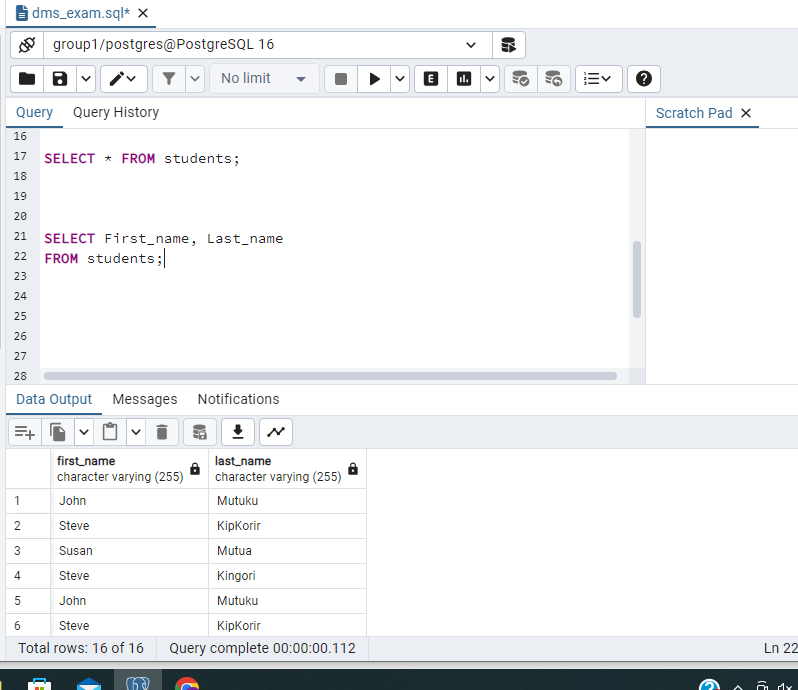 dms_exam.sql*
group1/postgres@PostgreSQL 16
No limit
E
Query
Query History
Scratch Pad
16
17 SELECT * FROM students;
18
19
20
21 SELECT First_name, Last_name
22 FROM students;
23
24
25
26
27
28
Data Output
Messages
Notifications
first_name last_name
character varying (255) character varying (255)
1 John Mutuku
2 Steve KipKorir
3 Susan Mutua
4 Steve Kingori
5 John Mutuku
6 Steve KipKorir
Total rows: 16 of 16 Query complete 00:00:00.112 Ln 22